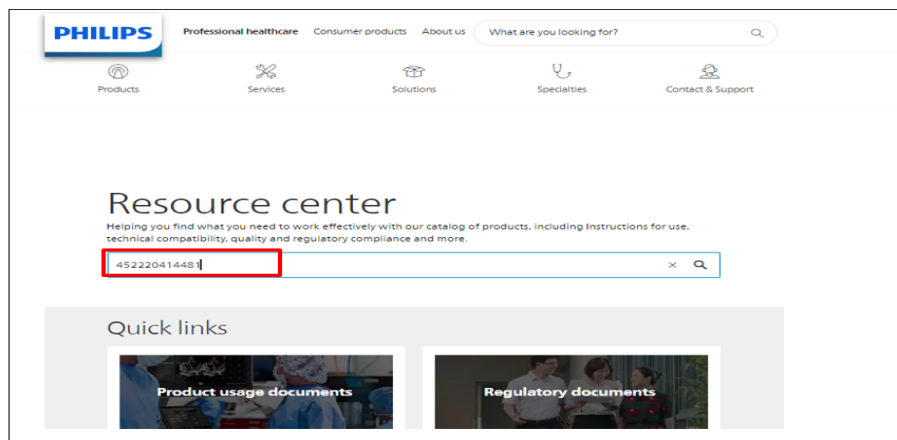 PHILIPS
Professional healthcare Consumer products About us What are you looking for?
Products Services Solutions Specialties Contact & Support
Resource center
Helping you find what you need to work effectively with our catalog of products, including Instructions for use,
technical compatibility, quality and regulatory compliance and more.
452220414481
Quick links
Product usage documents Regulatory documents